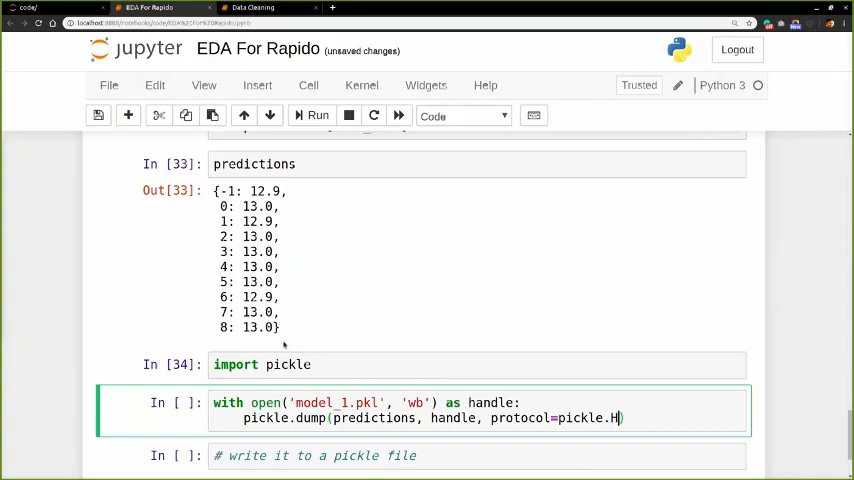 code/
EDA For Rapido
Data Cleaning
localhost:8888/notebooks/code/EDA%20For%20Rapido.ipynb
jupyter EDA For Rapido (unsaved changes)
Logout
File Edit View Insert Cell Kernel Widgets Help
Trusted
Python 3
Run
Code
In [33]: predictions
Out[33]: {-1: 12.9,
0: 13.0,
1: 12.9,
2: 13.0,
3: 13.0,
4: 13.0,
5: 13.0,
6: 12.9,
7: 13.0,
8: 13.0}
In [34]: import pickle
In [ ]: with open('model_1.pkl', 'wb') as handle:
pickle.dump(predictions, handle, protocol=pickle.H)
In [ ]: # write it to a pickle file